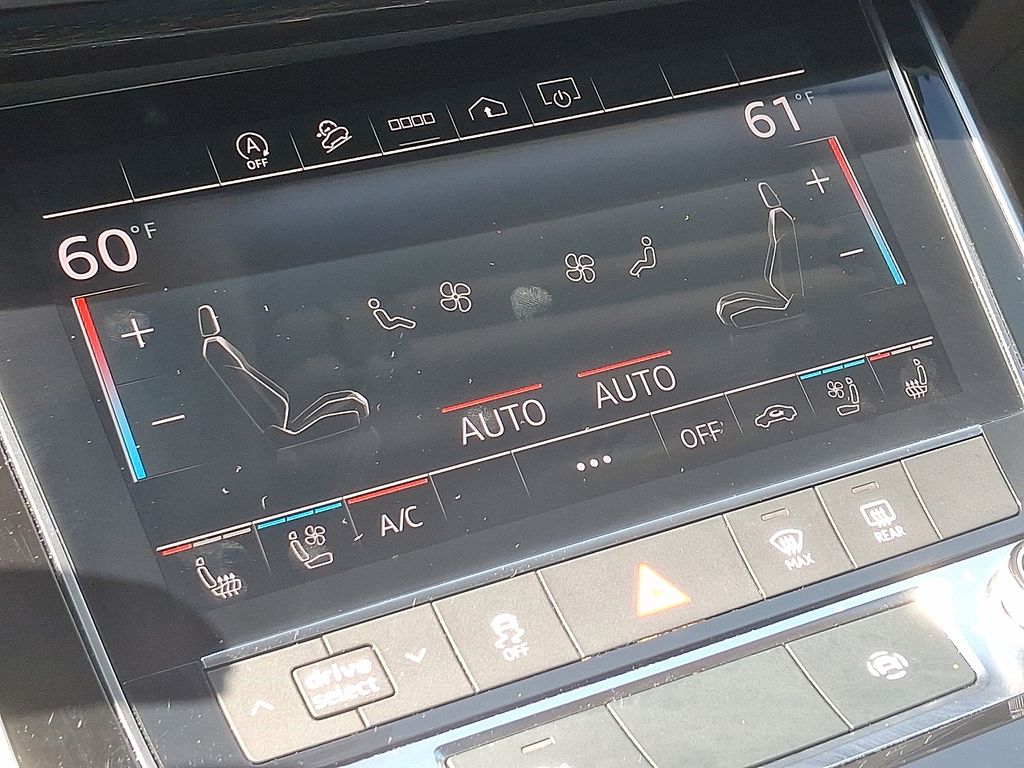 A
OFF
61°F
60°F
AUTO
AUTO
OFF
•••
A/C
REAR
MAX
OFF
drive
select